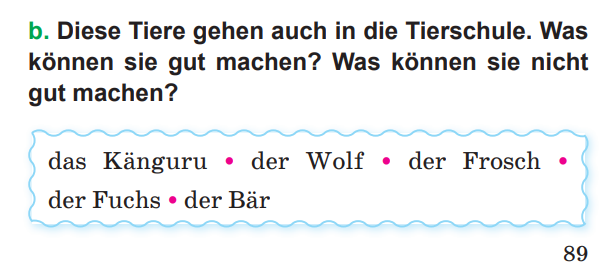 b. Diese Tiere gehen auch in die Tierschule. Was
können sie gut machen? Was können sie nicht
gut machen?
das Känguru • der Wolf • der Frosch •
der Fuchs • der Bär
89